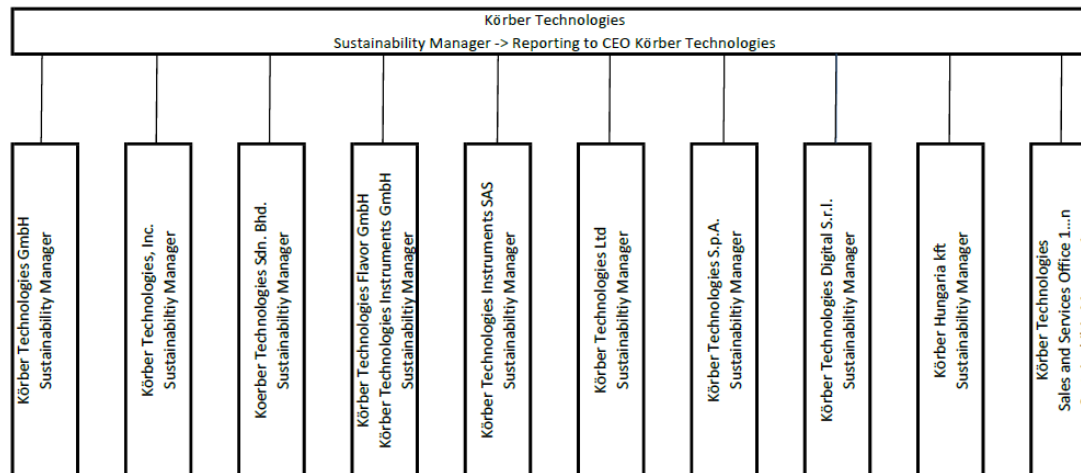 Körber Technologies
Sustainability Manager -> Reporting to CEO Körber Technologies
Körber Technologies GmbH
Sustainability Manager
Körber Technologies, Inc.
Sustainabiltiy Manager
Koerber Technologies Sdn. Bhd.
Sustainabiltiy Manager
Körber Technologies Flavor GmbH
Körber Technologies Instruments GmbH
Sustainabiltiy Manager
Körber Technologies Instruments SAS
Sustainabiltiy Manager
Körber Technologies Ltd
Sustainabiltiy Manager
Körber Technologies S.p.A.
Sustainabiltiy Manager
Körber Technologies Digital S.r.l.
Sustainabiltiy Manager
Körber Hungaria kft
Sustainabiltiy Manager
Körber Technologies
Sales and Services Office 1...n